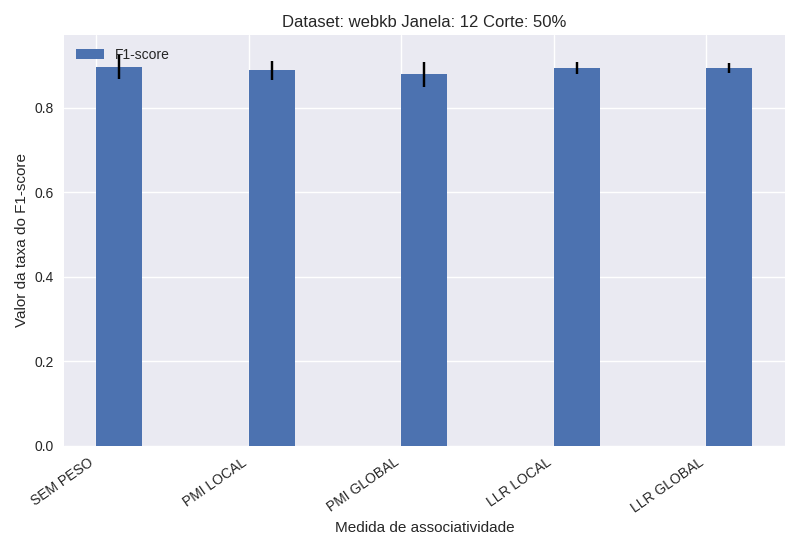 Dataset: webkb Janela: 12 Corte: 50%
F1-score
Valor da taxa do F1-score
0.8
0.6
0.4
0.2
0.0
SEM PESO
PMI LOCAL
PMI GLOBAL
LLR LOCAL
LLR GLOBAL
Medida de associatividade